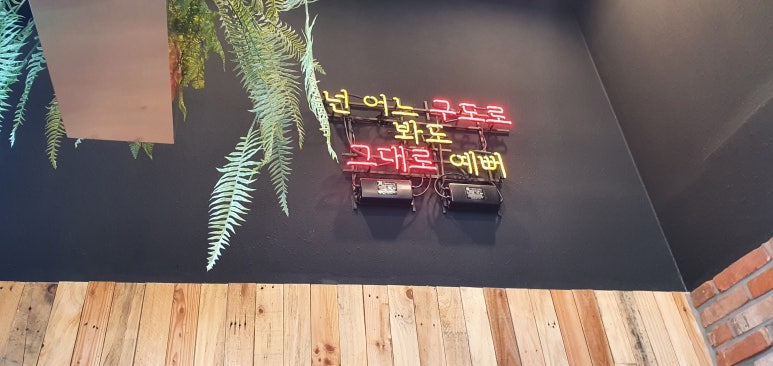 넌 어느 구도로
봐도
그대로 예뻐